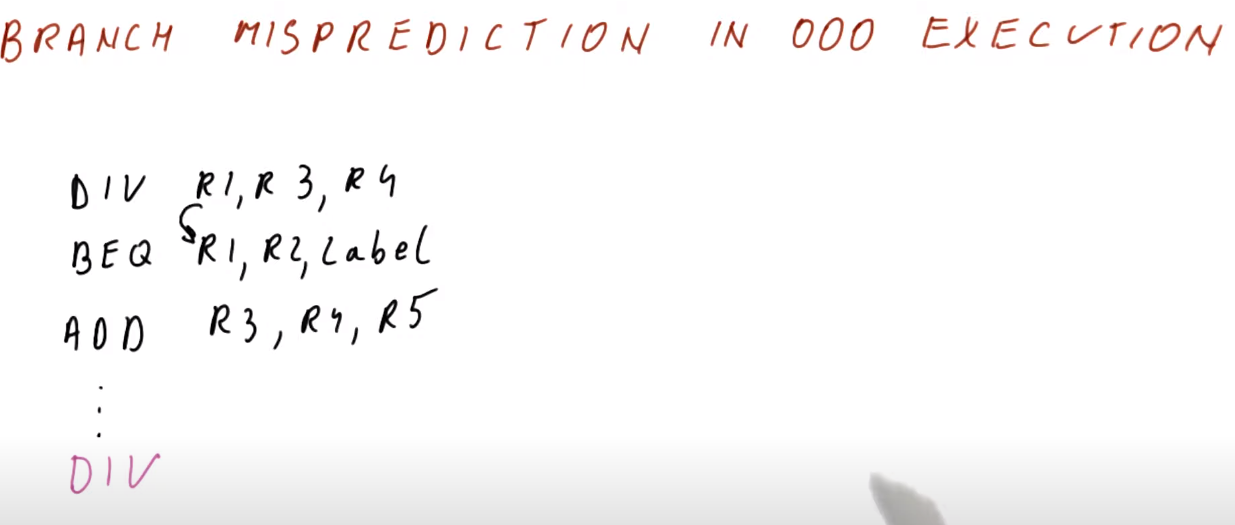 BRANCH MISPREDICTION IN OOO EXECUTION
DIV R1, R3, R4
BEQ R1, R2, Label
ADD R3, R4, R5
⋮
DIV